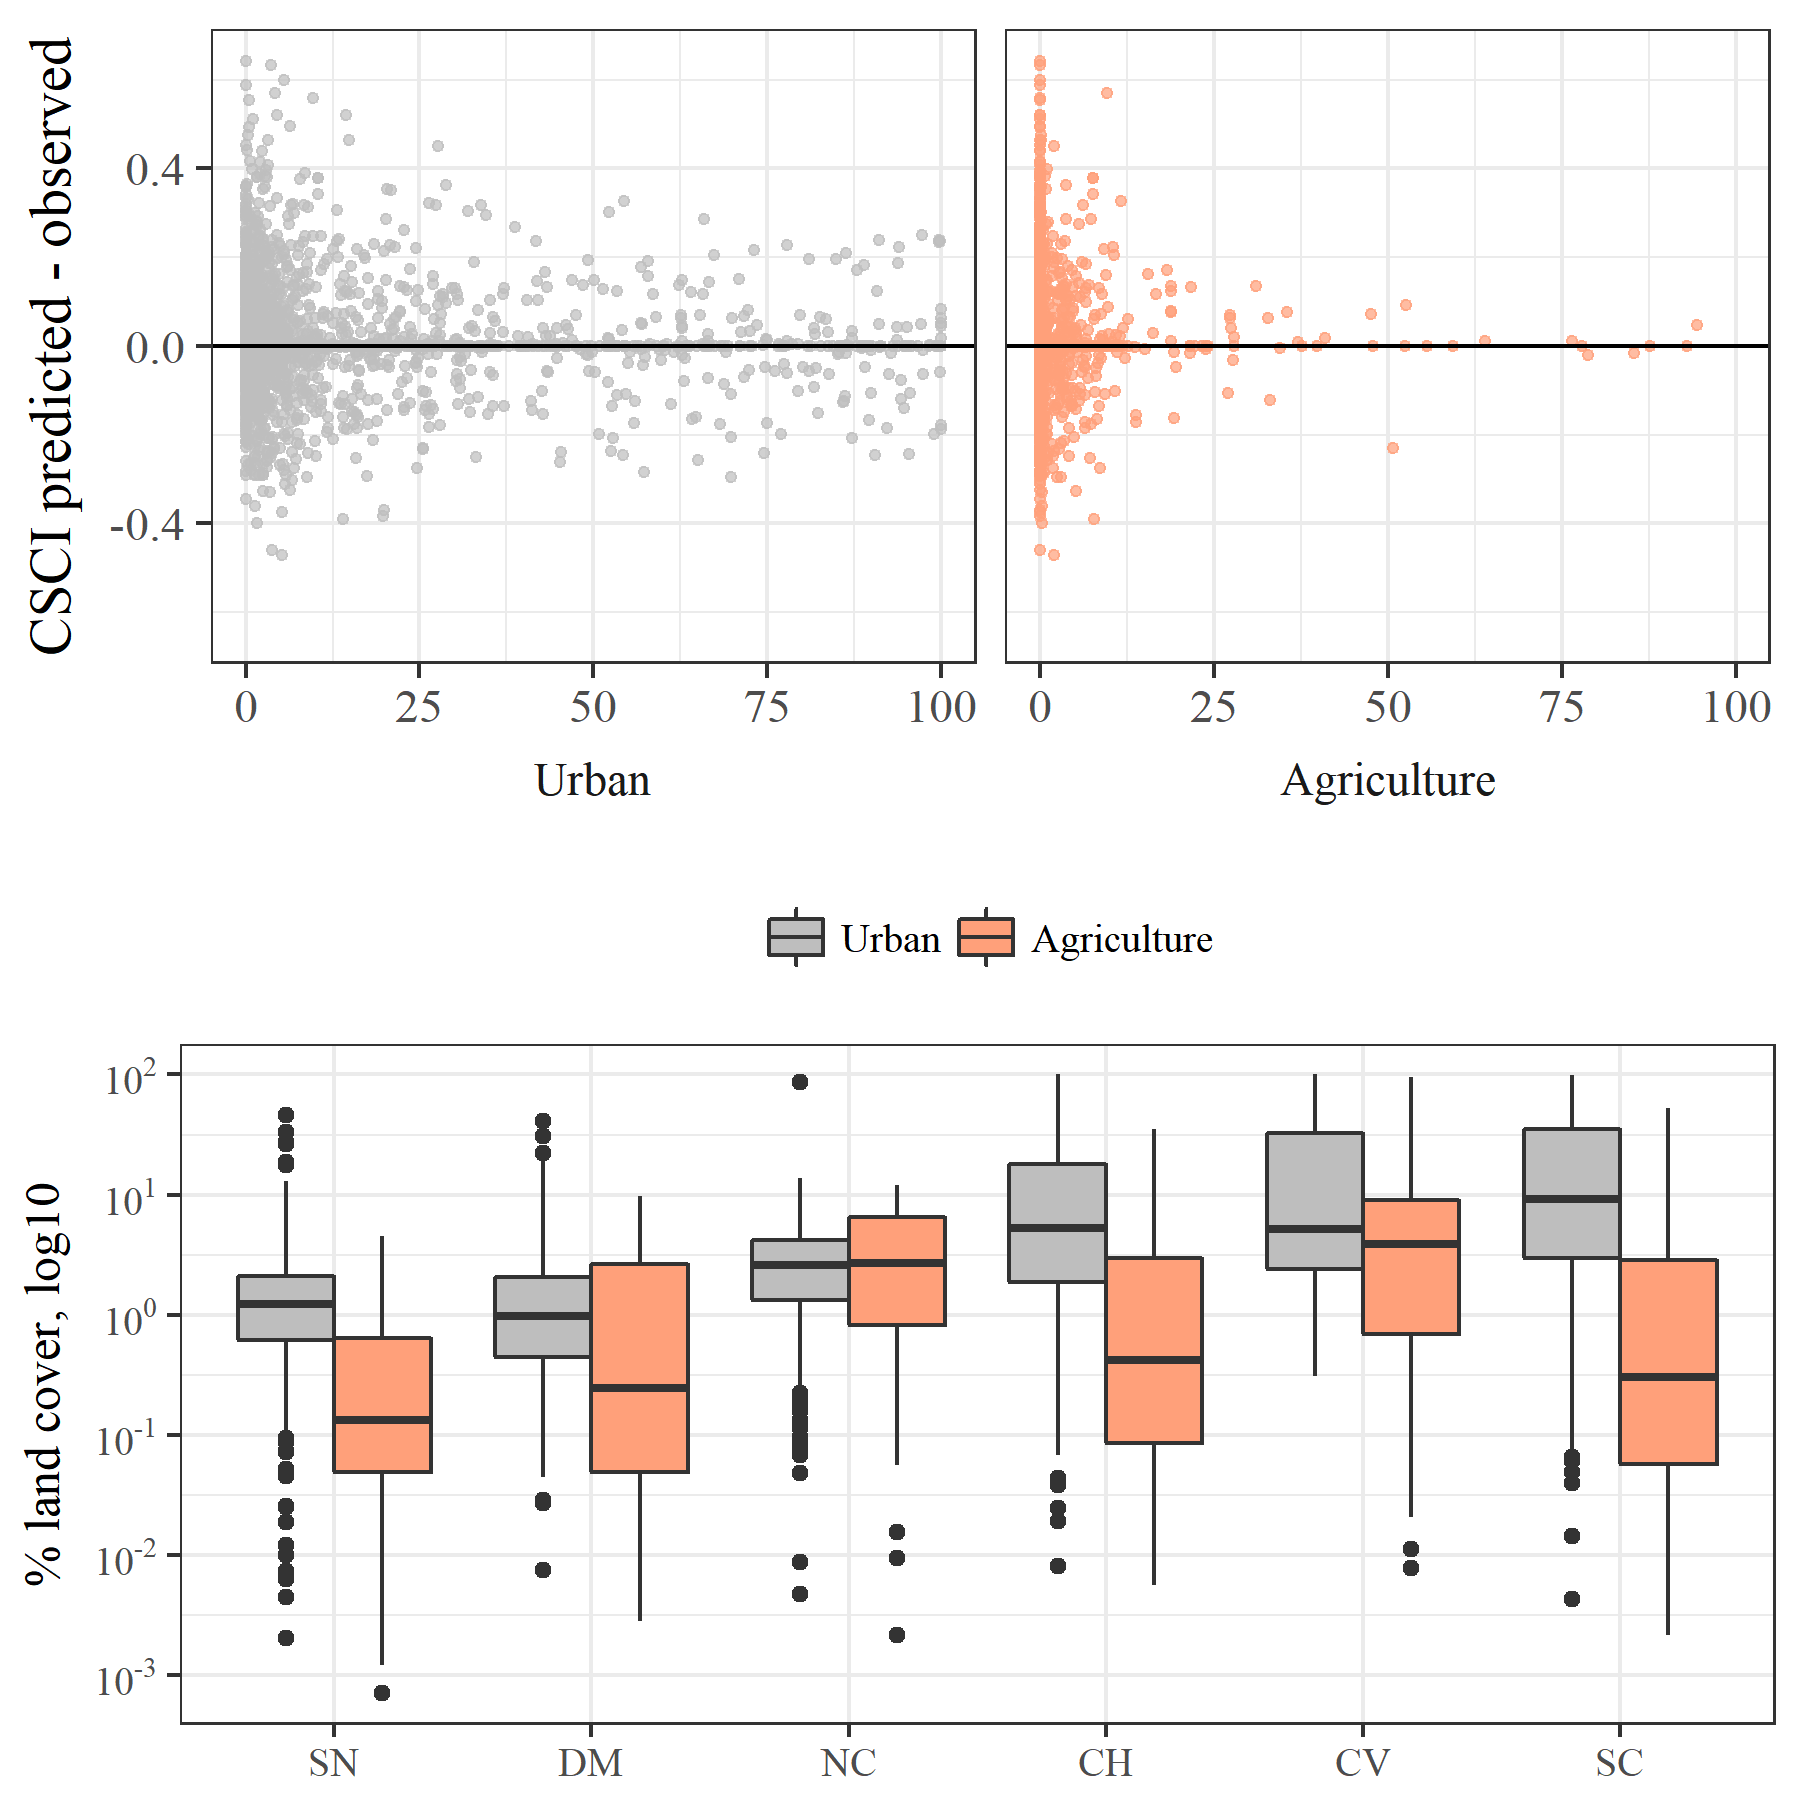 CSCI predicted - observed
0.4
0.0
-0.4
0 25 50 75 100
0 25 50 75 100
Urban
Agriculture
Urban Agriculture
% land cover, log10
10²
10¹
10⁰
10⁻¹
10⁻²
10⁻³
SN DM NC CH CV SC